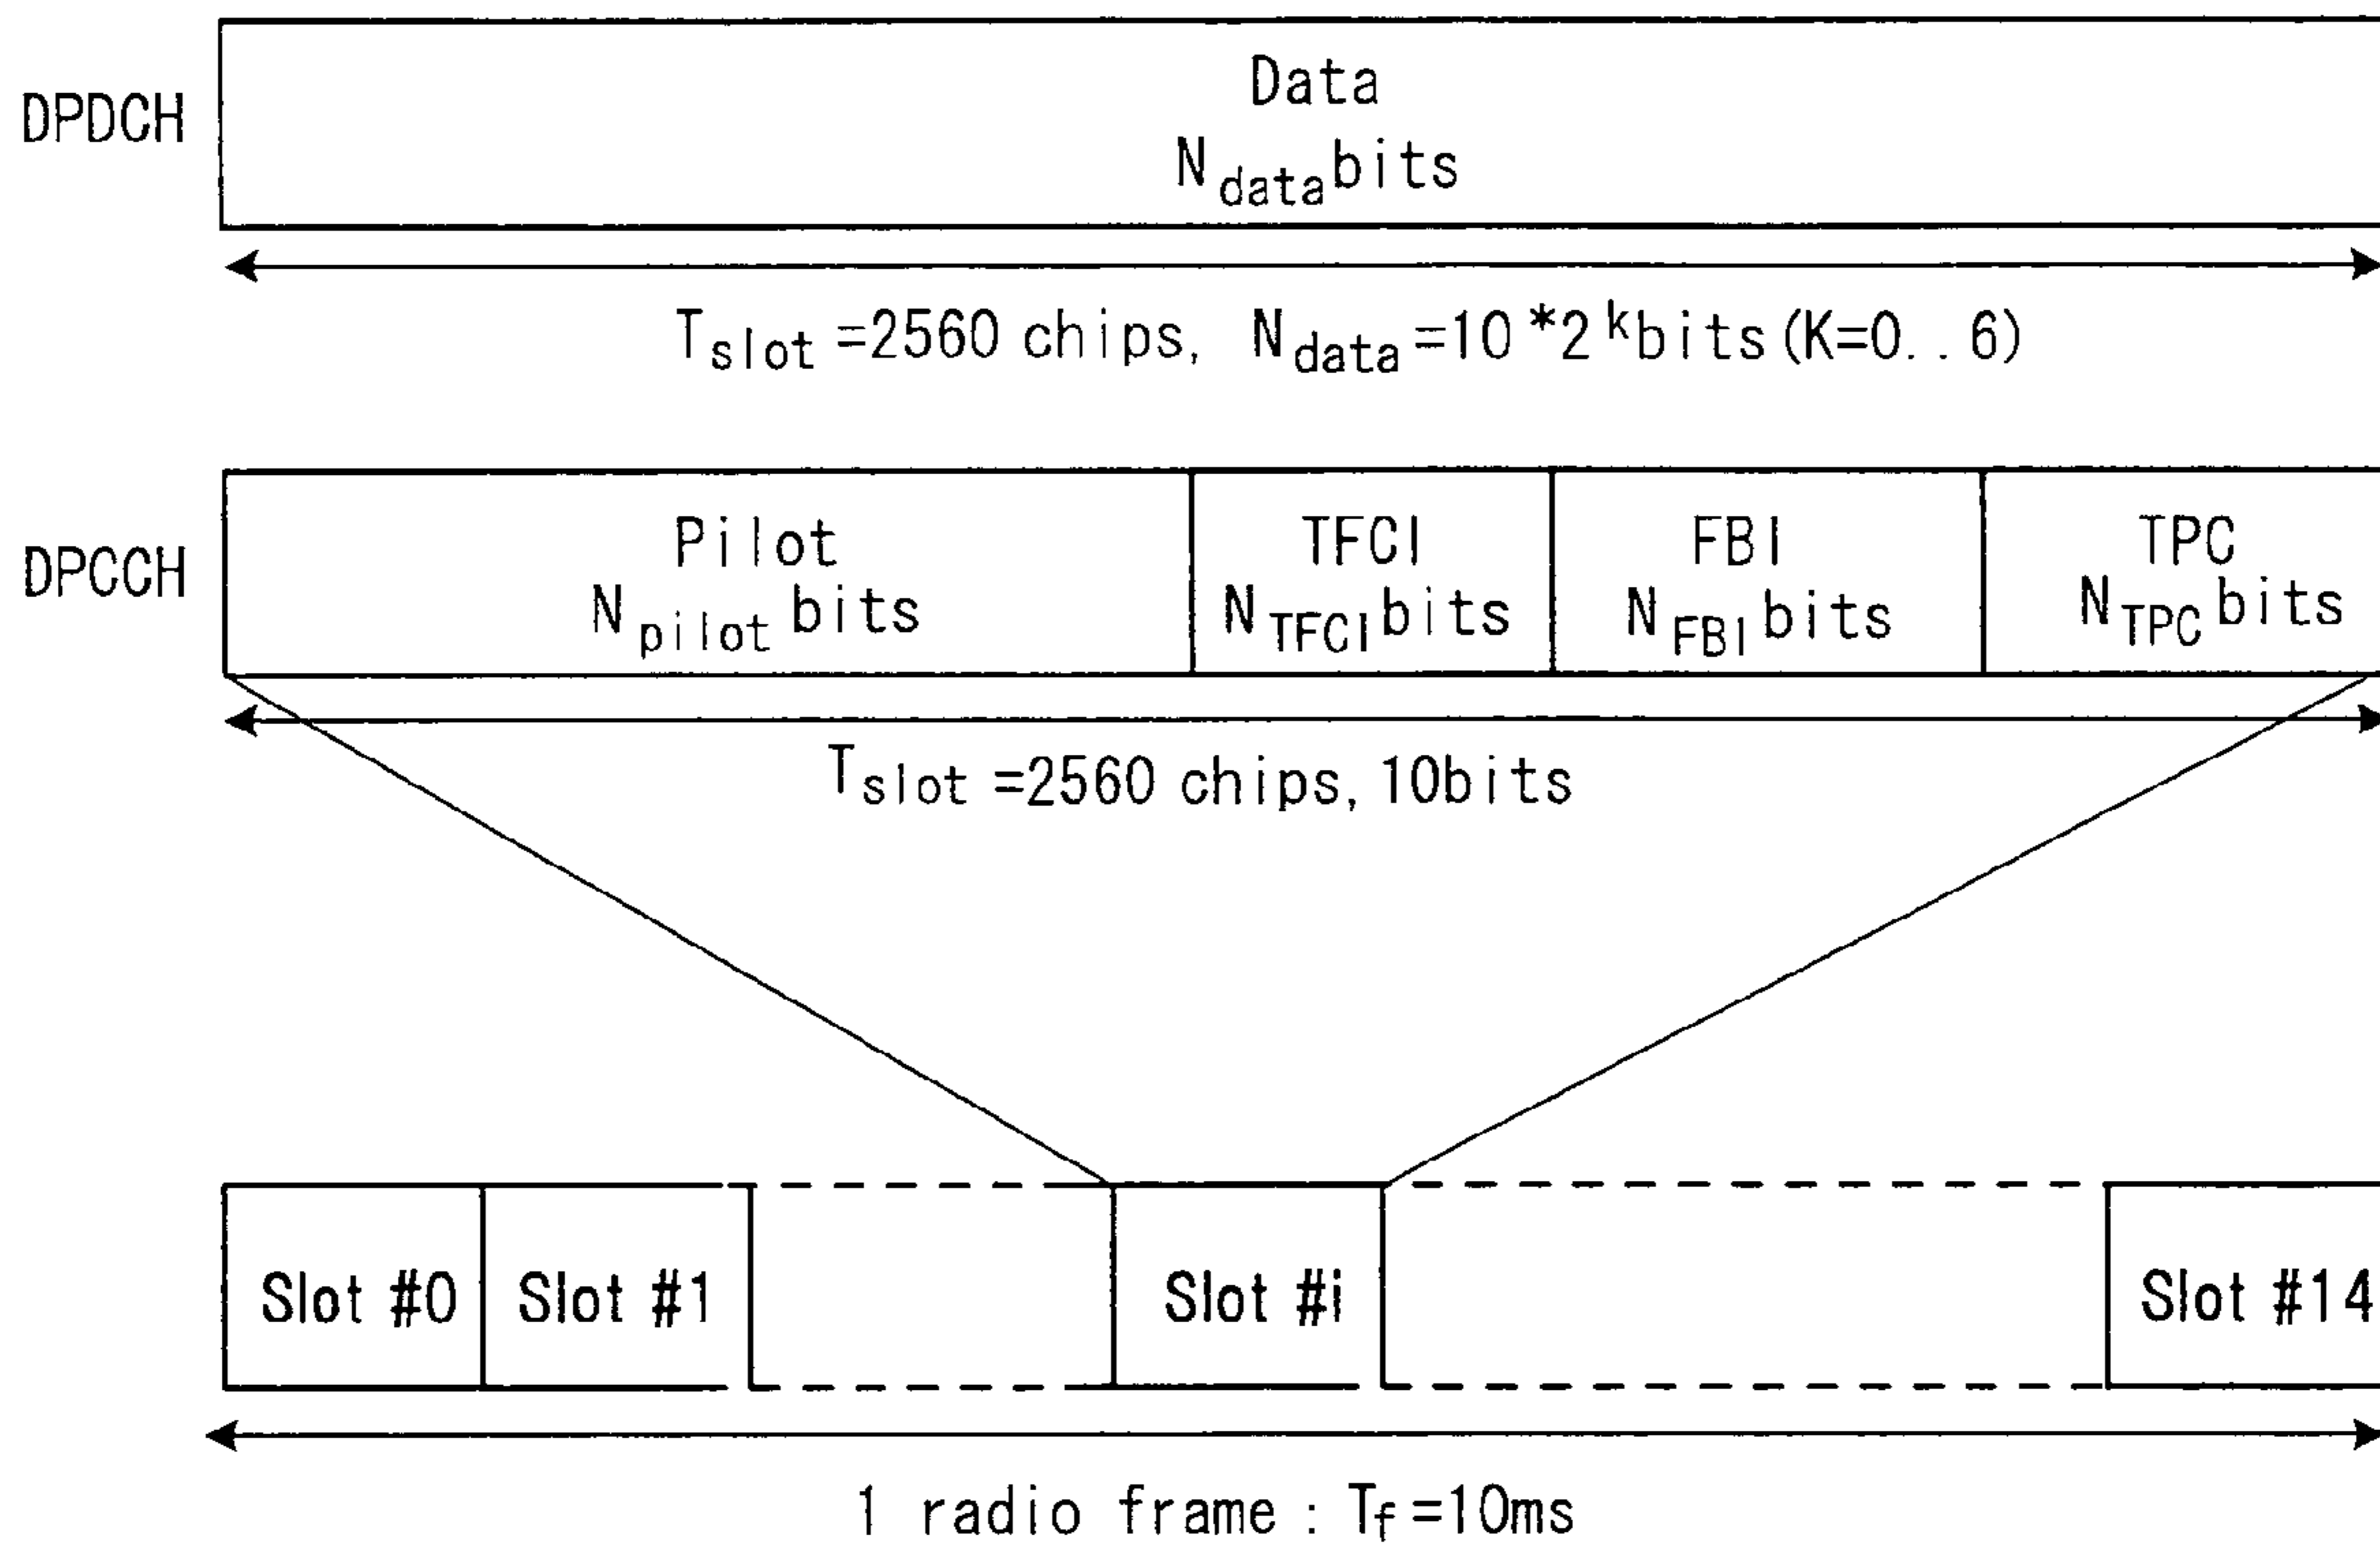 Data
DPDCH
N_data bits
T_slot =2560 chips, N_data =10*2^k bits (K=0..6)
Pilot TFCI FBI TPC
DPCCH
N_pilot bits N_TFCI bits N_FBI bits N_TPC bits
T_slot =2560 chips, 10bits
Slot #0 Slot #1 Slot #i Slot #14
1 radio frame : T_f =10ms